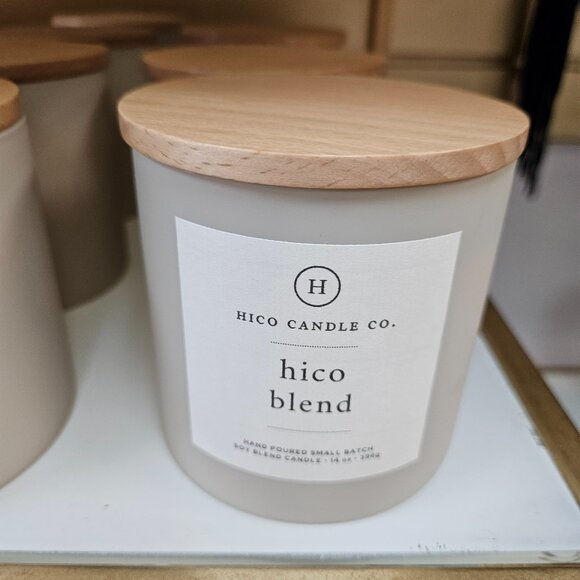 H
HICO CANDLE CO.
hico
blend
HAND POURED SMALL BATCH
SOY BLEND CANDLE • 14 oz • 396g